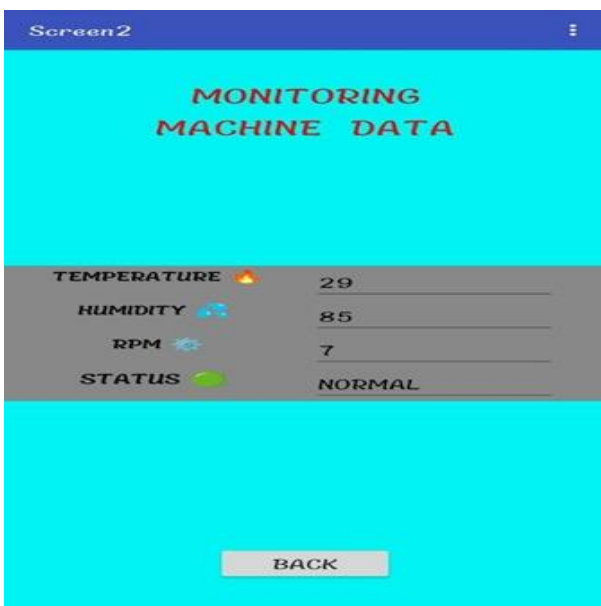 Screen2
MONITORING
MACHINE DATA
TEMPERATURE 🔥 29
HUMIDITY 💦 85
RPM ⚙️ 7
STATUS 🟢 NORMAL
BACK